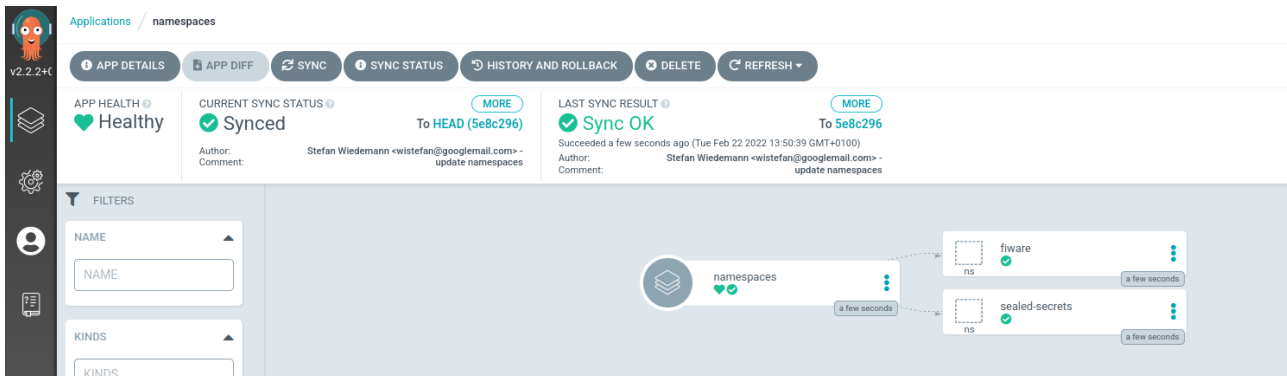 Applications / namespaces
v2.2.2+0
APP DETAILS APP DIFF SYNC SYNC STATUS HISTORY AND ROLLBACK DELETE REFRESH
APP HEALTH
Healthy
CURRENT SYNC STATUS MORE
Synced To HEAD (5e8c296)
Author: Stefan Wiedemann <wistefan@googlemail.com> -
Comment: update namespaces
LAST SYNC RESULT MORE
Sync OK To 5e8c296
Succeeded a few seconds ago (Tue Feb 22 2022 13:50:39 GMT+0100)
Author: Stefan Wiedemann <wistefan@googlemail.com> -
Comment: update namespaces
FILTERS
NAME
NAME
KINDS
KINDS
namespaces
a few seconds
fiware
ns
a few seconds
sealed-secrets
ns
a few seconds